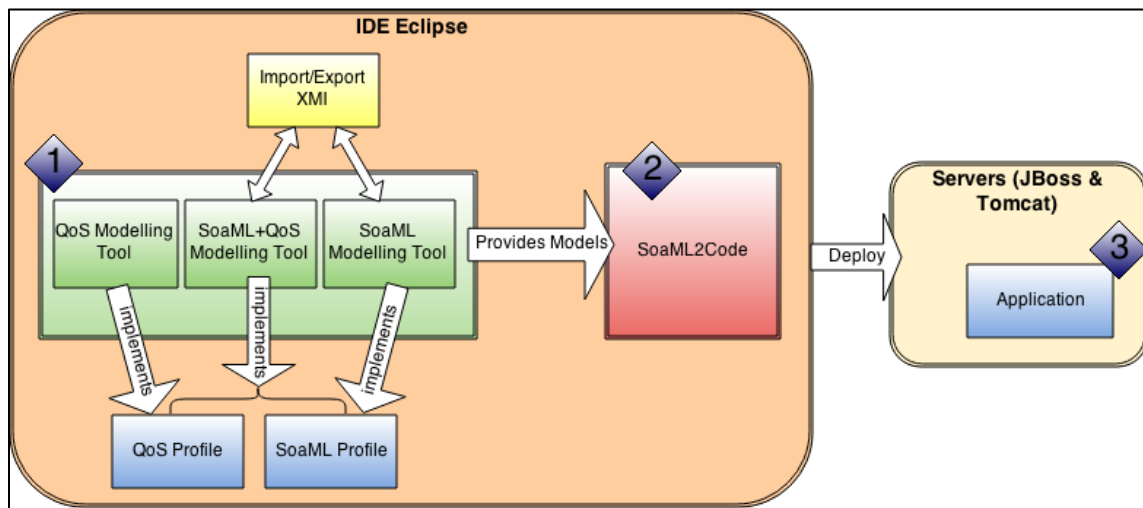 IDE Eclipse
Import/Export
XMI
1
2
QoS Modelling
Tool
SoaML+QoS
Modelling Tool
SoaML
Modelling Tool
Provides Models
SoaML2Code
Deploy
Servers (JBoss &
Tomcat)
3
Application
implements
implements
implements
QoS Profile
SoaML Profile